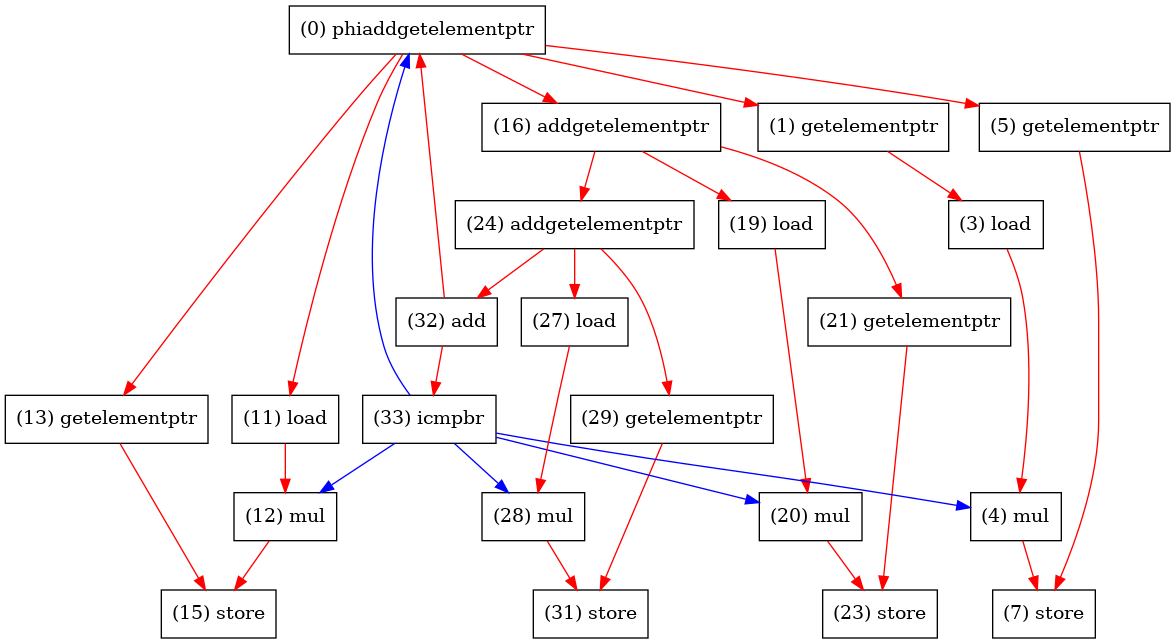 (0) phiaddgetelementptr
(16) addgetelementptr
(1) getelementptr
(5) getelementptr
(24) addgetelementptr
(19) load
(3) load
(32) add
(27) load
(21) getelementptr
(13) getelementptr
(11) load
(33) icmpbr
(29) getelementptr
(12) mul
(28) mul
(20) mul
(4) mul
(15) store
(31) store
(23) store
(7) store